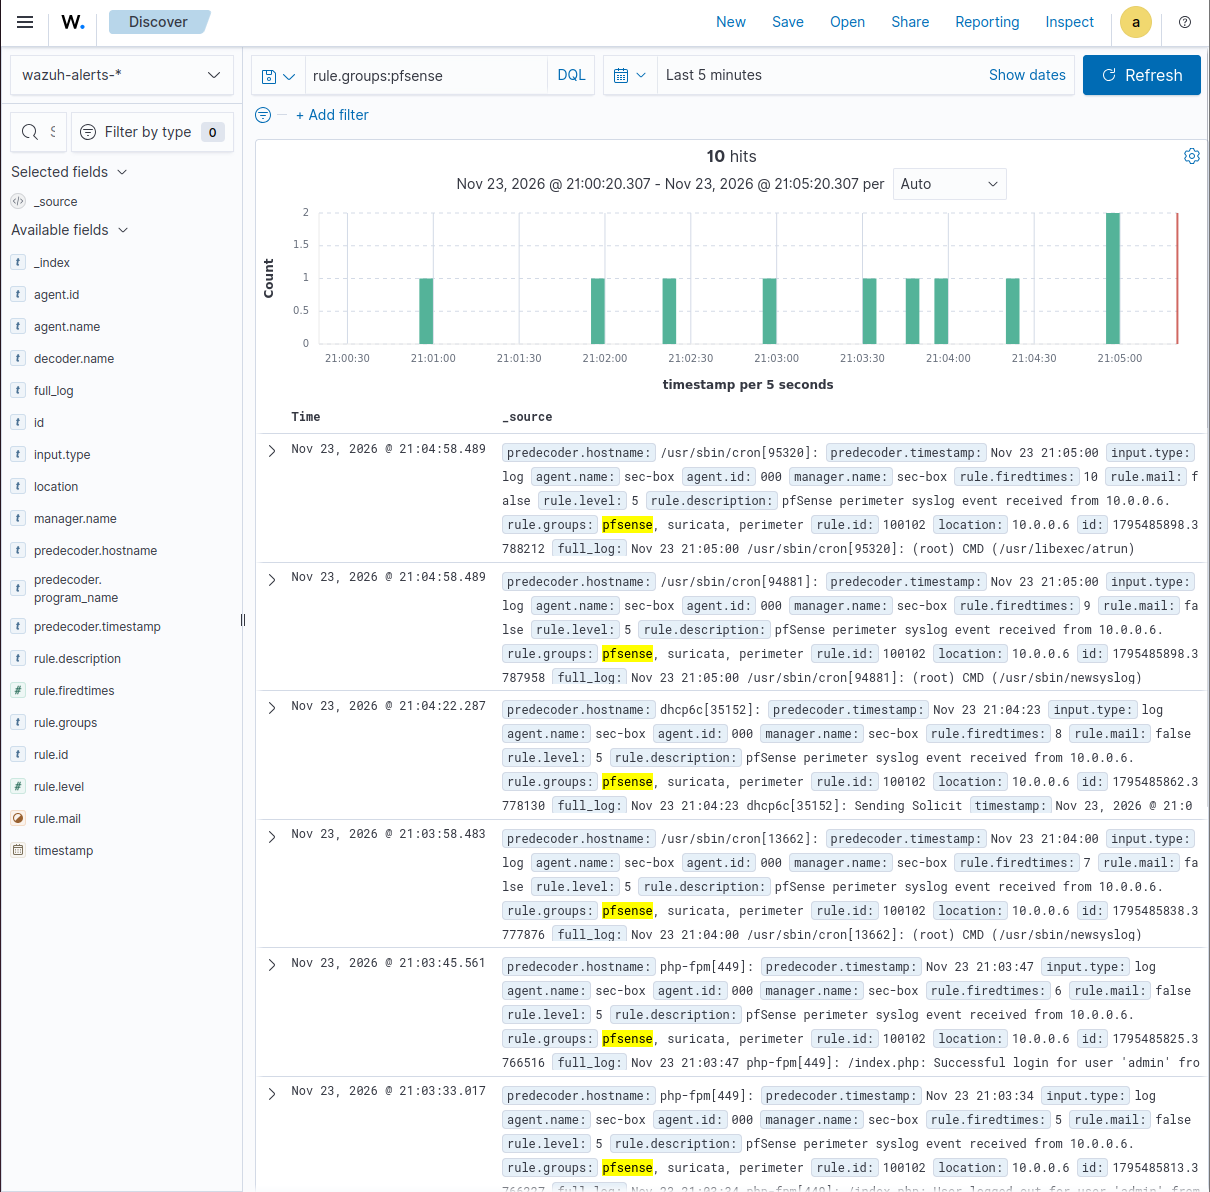 W. Discover New Save Open Share Reporting Inspect a
wazuh-alerts-* rule.groups:pfsense DQL Last 5 minutes Show dates Refresh
+ Add filter
S Filter by type 0
Selected fields
_source
Available fields
_index
agent.id
agent.name
decoder.name
full_log
id
input.type
location
manager.name
predecoder.hostname
predecoder.
program_name
predecoder.timestamp
rule.description
rule.firedtimes
rule.groups
rule.id
rule.level
rule.mail
timestamp
10 hits
Nov 23, 2026 @ 21:00:20.307 - Nov 23, 2026 @ 21:05:20.307 per Auto
2
1.5
1
0.5
0
Count
21:00:30 21:01:00 21:01:30 21:02:00 21:02:30 21:03:00 21:03:30 21:04:00 21:04:30 21:05:00
timestamp per 5 seconds
Time _source
Nov 23, 2026 @ 21:04:58.489 predecoder.hostname: /usr/sbin/cron[95320]: predecoder.timestamp: Nov 23 21:05:00 input.type:
log agent.name: sec-box agent.id: 000 manager.name: sec-box rule.firedtimes: 10 rule.mail: f
alse rule.level: 5 rule.description: pfSense perimeter syslog event received from 10.0.0.6.
rule.groups: pfsense, suricata, perimeter rule.id: 100102 location: 10.0.0.6 id: 1795485898.3
788212 full_log: Nov 23 21:05:00 /usr/sbin/cron[95320]: (root) CMD (/usr/libexec/atrun)
Nov 23, 2026 @ 21:04:58.489 predecoder.hostname: /usr/sbin/cron[94881]: predecoder.timestamp: Nov 23 21:05:00 input.type:
log agent.name: sec-box agent.id: 000 manager.name: sec-box rule.firedtimes: 9 rule.mail: fa
lse rule.level: 5 rule.description: pfSense perimeter syslog event received from 10.0.0.6.
rule.groups: pfsense, suricata, perimeter rule.id: 100102 location: 10.0.0.6 id: 1795485898.3
787958 full_log: Nov 23 21:05:00 /usr/sbin/cron[94881]: (root) CMD (/usr/sbin/newsyslog)
Nov 23, 2026 @ 21:04:22.287 predecoder.hostname: dhcp6c[35152]: predecoder.timestamp: Nov 23 21:04:23 input.type: log
agent.name: sec-box agent.id: 000 manager.name: sec-box rule.firedtimes: 8 rule.mail: false
rule.level: 5 rule.description: pfSense perimeter syslog event received from 10.0.0.6.
rule.groups: pfsense, suricata, perimeter rule.id: 100102 location: 10.0.0.6 id: 1795485862.3
778130 full_log: Nov 23 21:04:23 dhcp6c[35152]: Sending Solicit timestamp: Nov 23, 2026 @ 21:0
Nov 23, 2026 @ 21:03:58.483 predecoder.hostname: /usr/sbin/cron[13662]: predecoder.timestamp: Nov 23 21:04:00 input.type:
log agent.name: sec-box agent.id: 000 manager.name: sec-box rule.firedtimes: 7 rule.mail: fa
lse rule.level: 5 rule.description: pfSense perimeter syslog event received from 10.0.0.6.
rule.groups: pfsense, suricata, perimeter rule.id: 100102 location: 10.0.0.6 id: 1795485838.3
777876 full_log: Nov 23 21:04:00 /usr/sbin/cron[13662]: (root) CMD (/usr/sbin/newsyslog)
Nov 23, 2026 @ 21:03:45.561 predecoder.hostname: php-fpm[449]: predecoder.timestamp: Nov 23 21:03:47 input.type: log
agent.name: sec-box agent.id: 000 manager.name: sec-box rule.firedtimes: 6 rule.mail: false
rule.level: 5 rule.description: pfSense perimeter syslog event received from 10.0.0.6.
rule.groups: pfsense, suricata, perimeter rule.id: 100102 location: 10.0.0.6 id: 1795485825.3
766516 full_log: Nov 23 21:03:47 php-fpm[449]: /index.php: Successful login for user 'admin' fro
Nov 23, 2026 @ 21:03:33.017 predecoder.hostname: php-fpm[449]: predecoder.timestamp: Nov 23 21:03:34 input.type: log
agent.name: sec-box agent.id: 000 manager.name: sec-box rule.firedtimes: 5 rule.mail: false
rule.level: 5 rule.description: pfSense perimeter syslog event received from 10.0.0.6.
rule.groups: pfsense, suricata, perimeter rule.id: 100102 location: 10.0.0.6 id: 1795485813.3
full_log: Nov 23 21:03:34 php-fpm[449]: /index.php: User logged out for user 'admin' from